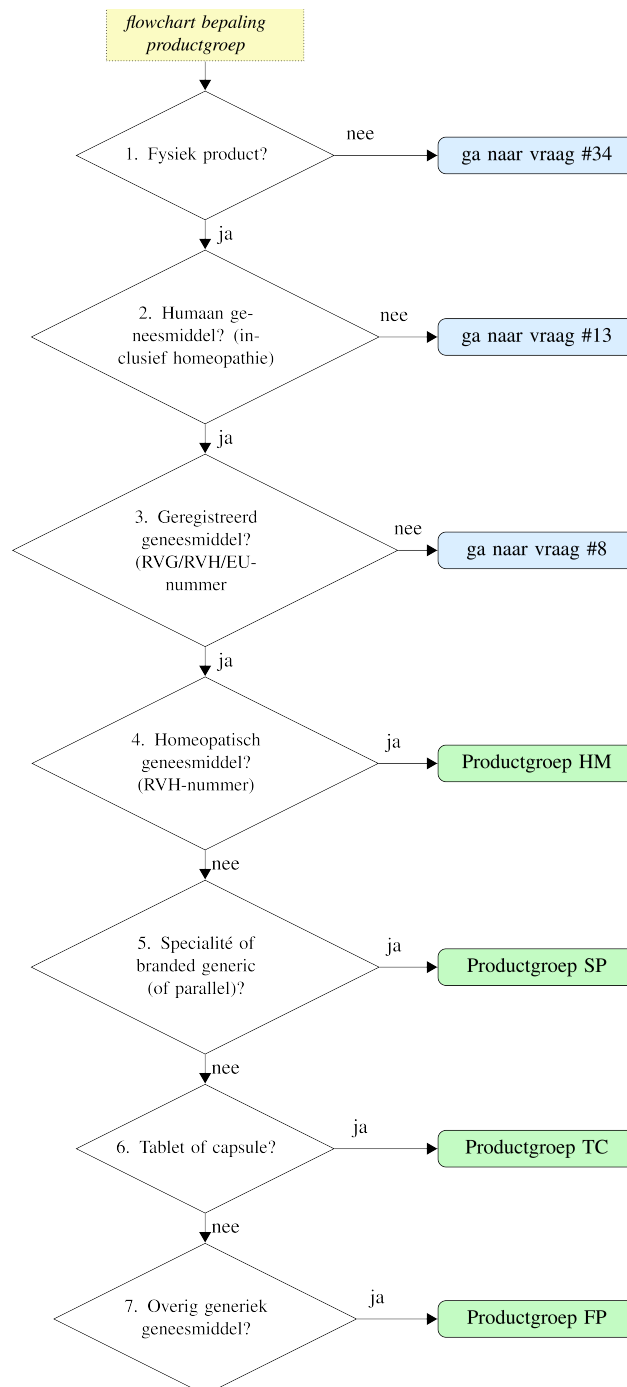 flowchart bepaling
productgroep
1. Fysiek product?
nee
ga naar vraag #34
ja
2. Humaan ge-
neesmiddel? (in-
clusief homeopathie)
nee
ga naar vraag #13
ja
3. Geregistreerd
geneesmiddel?
(RVG/RVH/EU-
nummer
nee
ga naar vraag #8
ja
4. Homeopatisch
geneesmiddel?
(RVH-nummer)
ja
Productgroep HM
nee
5. Specialité of
branded generic
(of parallel)?
ja
Productgroep SP
nee
6. Tablet of capsule?
ja
Productgroep TC
nee
7. Overig generiek
geneesmiddel?
ja
Productgroep FP